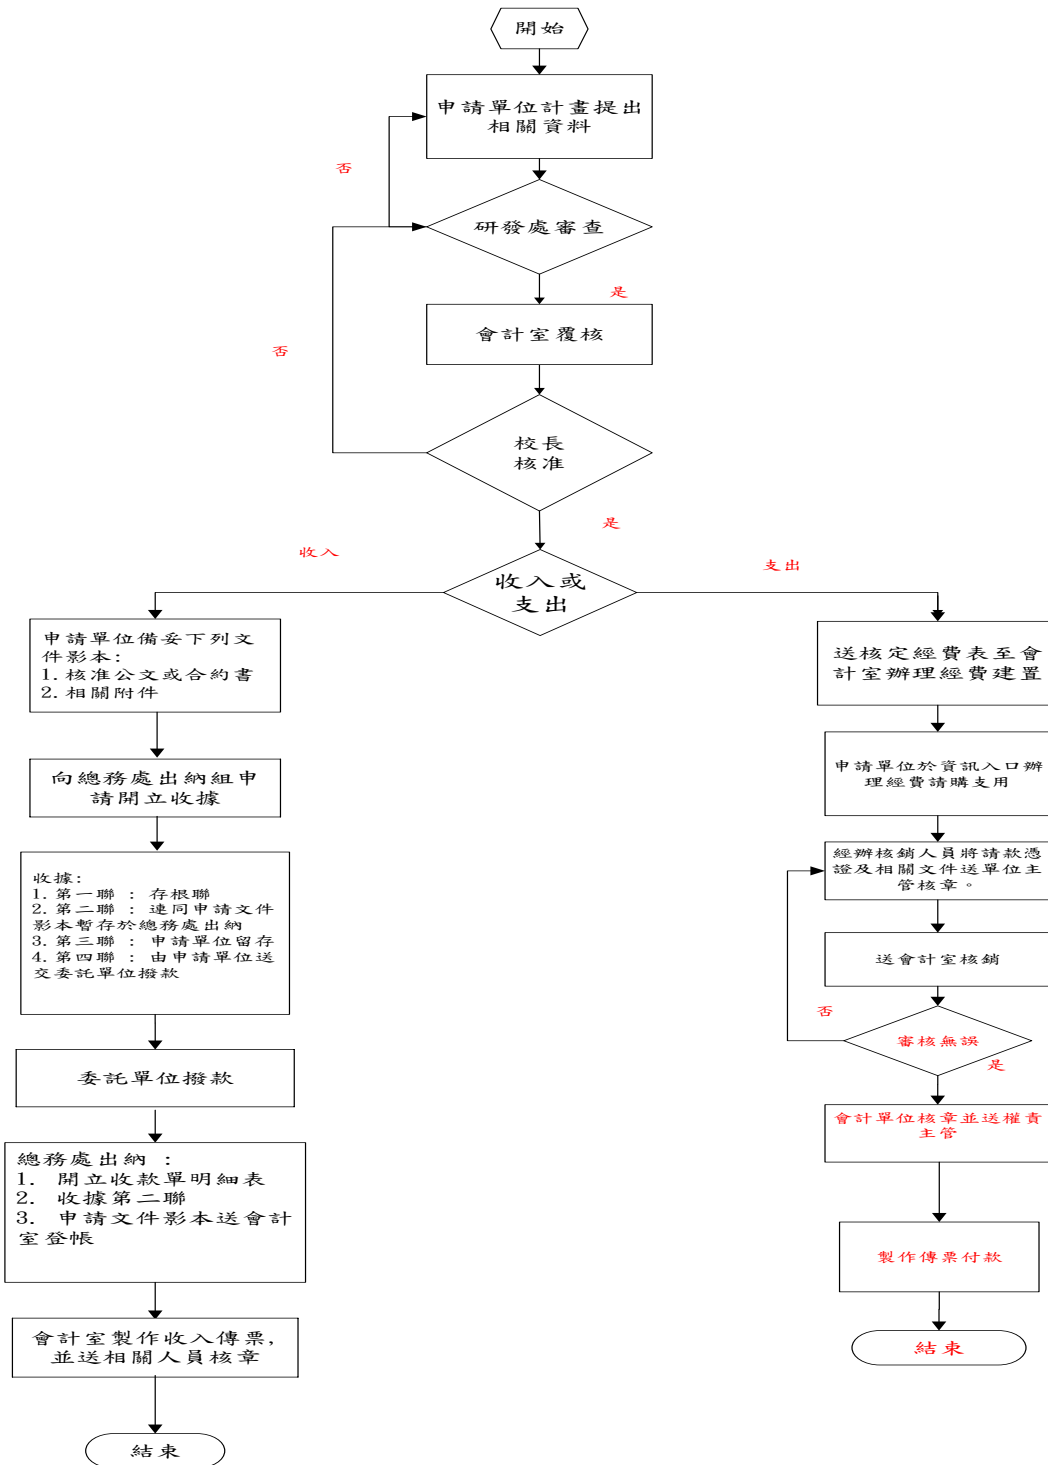 開始
申請單位計畫提出
相關資料
否
研發處審查
是
會計室覆核
否
校長
核准
是
收入或
支出
收入
申請單位備妥下列文
件影本:
1.核准公文或合約書
2.相關附件
向總務處出納組申
請開立收據
收據:
1.第一聯 : 存根聯
2.第二聯 : 連同申請文件
影本暫存於總務處出納
3.第三聯 : 申請單位留存
4.第四聯 : 由申請單位送
交委託單位撥款
委託單位撥款
總務處出納 :
1. 開立收款單明細表
2. 收據第二聯
3. 申請文件影本送會計
室登帳
會計室製作收入傳票,
並送相關人員核章
結束
支出
送核定經費表至會
計室辦理經費建置
申請單位於資訊入口辦
理經費請購支用
經辦核銷人員將請款憑
證及相關文件送單位主
管核章。
送會計室核銷
否
審核無誤
是
會計單位核章並送權責
主管
製作傳票付款
結束